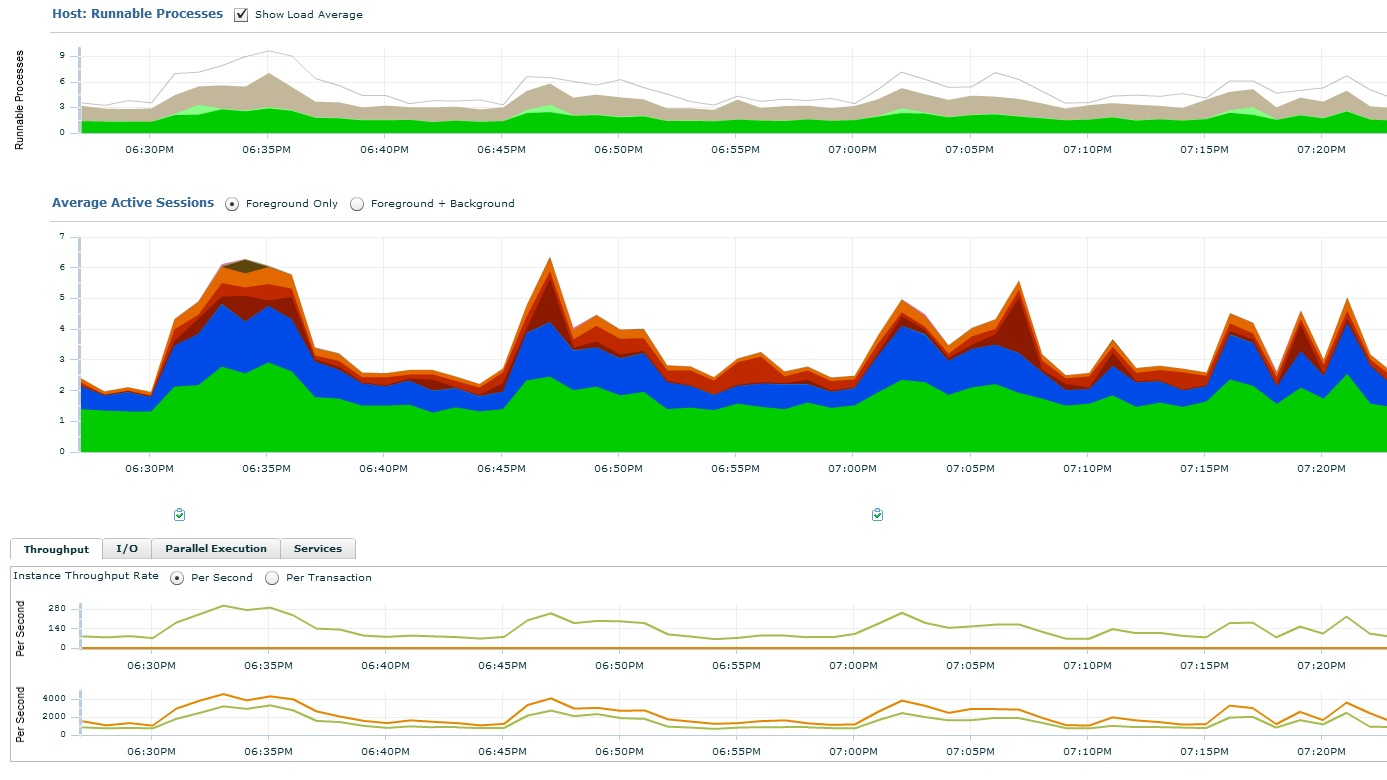 Host: Runnable Processes Show Load Average
Runnable Processes
9
6
3
0
06:30PM 06:35PM 06:40PM 06:45PM 06:50PM 06:55PM 07:00PM 07:05PM 07:10PM 07:15PM 07:20PM
Average Active Sessions Foreground Only Foreground + Background
7
6
5
4
3
2
1
0
06:30PM 06:35PM 06:40PM 06:45PM 06:50PM 06:55PM 07:00PM 07:05PM 07:10PM 07:15PM 07:20PM
Throughput I/O Parallel Execution Services
Instance Throughput Rate Per Second Per Transaction
Per Second
280
140
0
06:30PM 06:35PM 06:40PM 06:45PM 06:50PM 06:55PM 07:00PM 07:05PM 07:10PM 07:15PM 07:20PM
Per Second
4000
2000
0
06:30PM 06:35PM 06:40PM 06:45PM 06:50PM 06:55PM 07:00PM 07:05PM 07:10PM 07:15PM 07:20PM